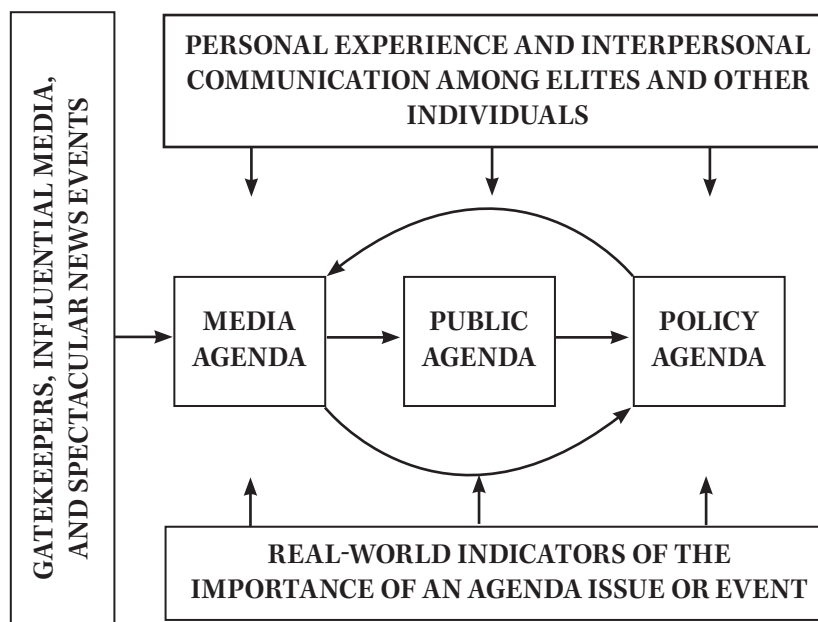 GATEKEEPERS, INFLUENTIAL MEDIA,
AND SPECTACULAR NEWS EVENTS
PERSONAL EXPERIENCE AND INTERPERSONAL
COMMUNICATION AMONG ELITES AND OTHER
INDIVIDUALS
MEDIA
AGENDA
PUBLIC
AGENDA
POLICY
AGENDA
REAL-WORLD INDICATORS OF THE
IMPORTANCE OF AN AGENDA ISSUE OR EVENT